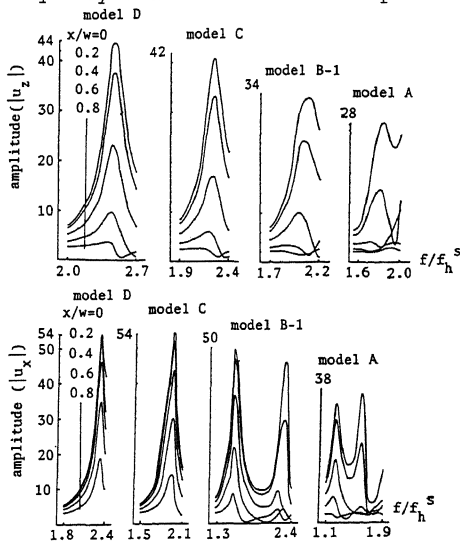 model D
x/w=0
0.2
0.4
0.6
0.8
model C
model B-1
model A
amplitude(|u_z|)
44
40
30
20
10
42
34
28
2.0 2.7
1.9 2.4
1.7 2.2
1.6 2.0
f/f_h^s
model D
x/w=0
0.2
0.4
0.6
0.8
model C
model B-1
model A
amplitude (|u_x|)
54
50
40
30
20
10
54
50
38
1.8 2.4
1.5 2.1
1.3 2.4
1.1 1.9
f/f_h^s